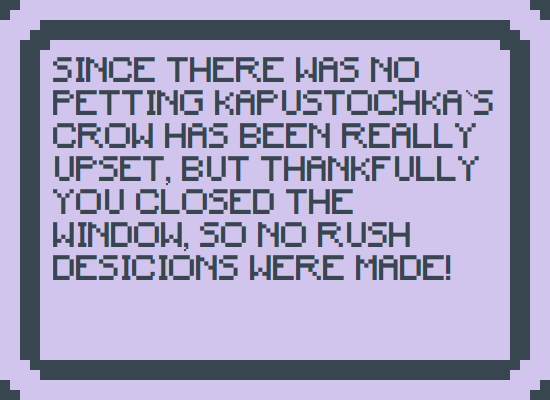 SINCE THERE WAS NO
PETTING KAPUSTOCHKA`S
CROW HAS BEEN REALLY
UPSET, BUT THANKFULLY
YOU CLOSED THE
WINDOW, SO NO RUSH
DESICIONS WERE MADE!